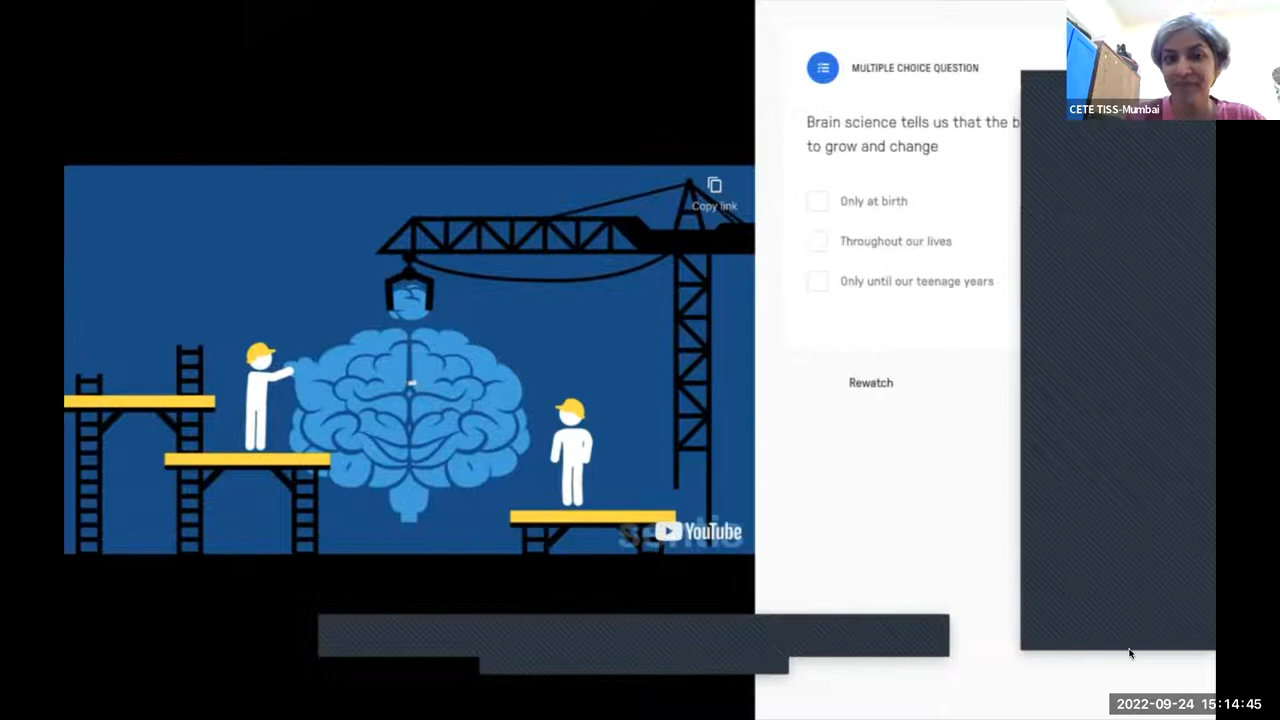 MULTIPLE CHOICE QUESTION
CETE TISS-Mumbai
Brain science tells us that the b
to grow and change
Copy link
Only at birth
Throughout our lives
Only until our teenage years
Rewatch
YouTube
2022-09-24 15:14:45